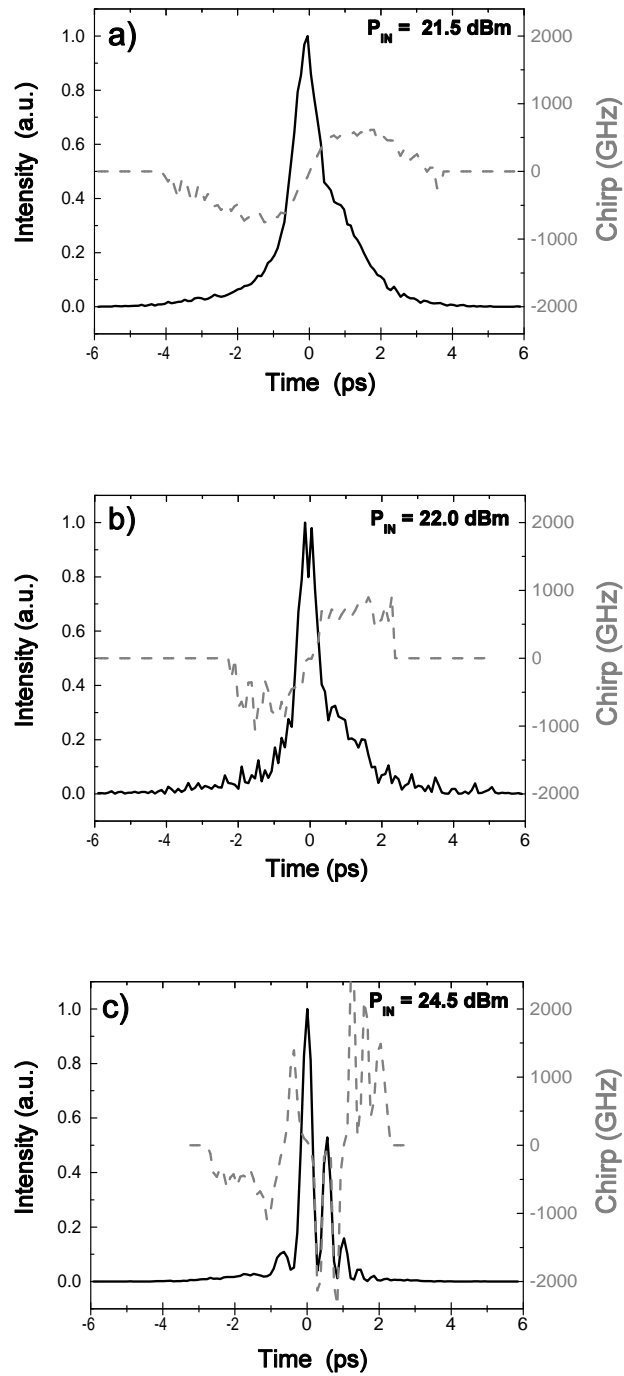 a)
P_IN = 21.5 dBm
Intensity (a.u.)
1.0
0.8
0.6
0.4
0.2
0.0
2000
1000
0
-1000
-2000
Chirp (GHz)
-6 -4 -2 0 2 4 6
Time (ps)
b)
P_IN = 22.0 dBm
Intensity (a.u.)
1.0
0.8
0.6
0.4
0.2
0.0
2000
1000
0
-1000
-2000
Chirp (GHz)
-6 -4 -2 0 2 4 6
Time (ps)
c)
P_IN = 24.5 dBm
Intensity (a.u.)
1.0
0.8
0.6
0.4
0.2
0.0
2000
1000
0
-1000
-2000
Chirp (GHz)
-6 -4 -2 0 2 4 6
Time (ps)